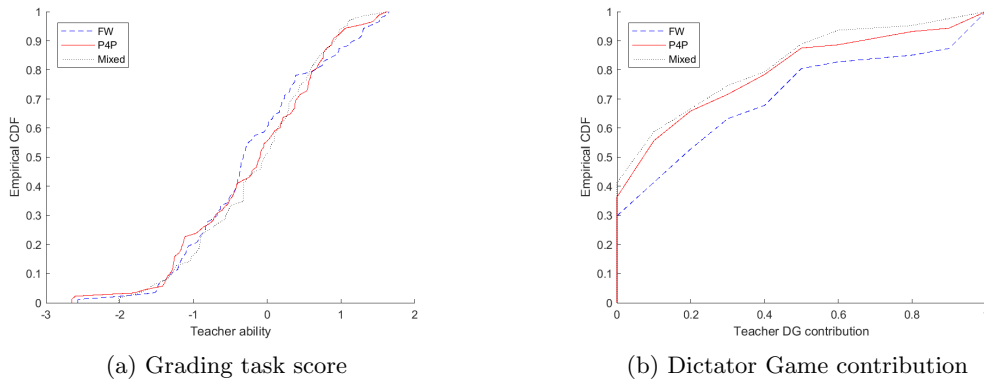 1
0.9
0.8
0.7
0.6
0.5
0.4
0.3
0.2
0.1
0
Empirical CDF
FW
P4P
Mixed
-3 -2 -1 0 1 2
Teacher ability
(a) Grading task score
1
0.9
0.8
0.7
0.6
0.5
0.4
0.3
0.2
0.1
0
Empirical CDF
FW
P4P
Mixed
0 0.2 0.4 0.6 0.8 1
Teacher DG contribution
(b) Dictator Game contribution